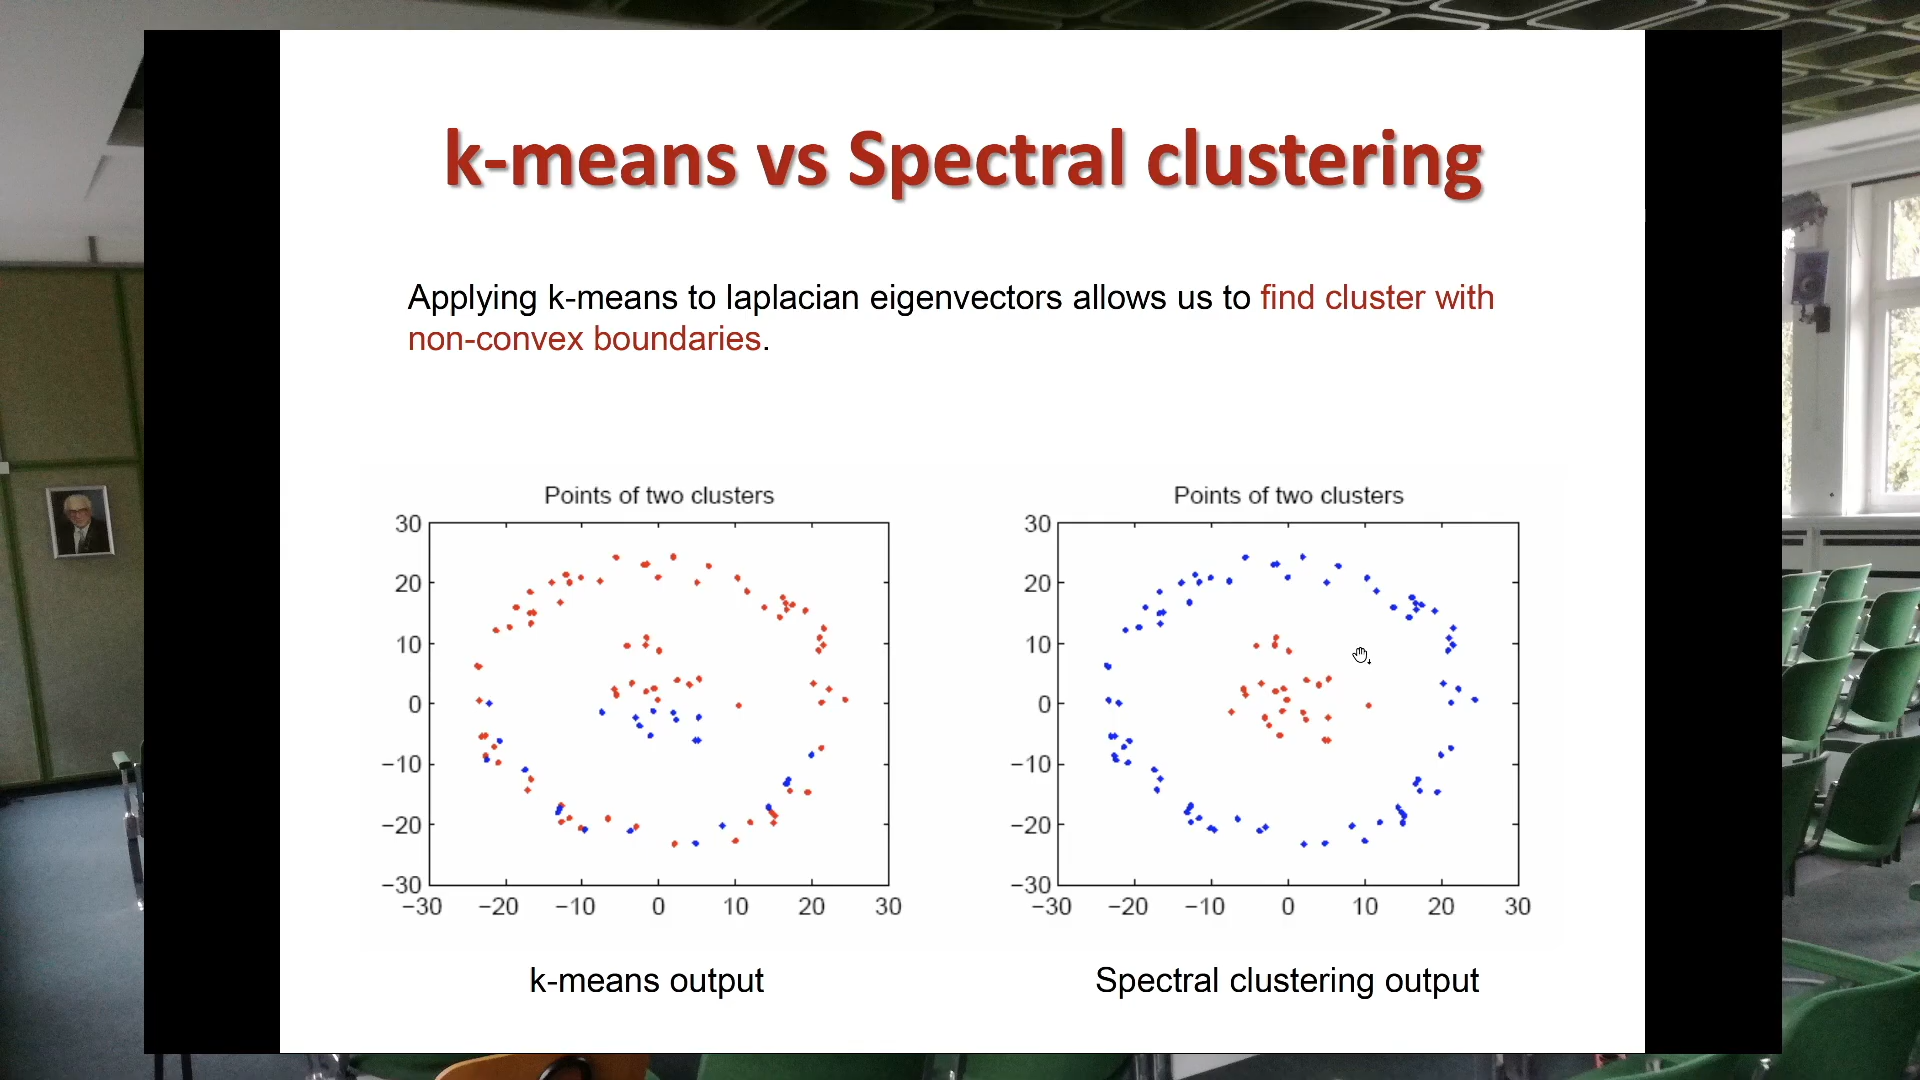 k-means vs Spectral clustering
Applying k-means to laplacian eigenvectors allows us to find cluster with
non-convex boundaries.
Points of two clusters
30
20
10
0
−10
−20
−30
−30 −20 −10 0 10 20 30
k-means output
Points of two clusters
30
20
10
0
−10
−20
−30
−30 −20 −10 0 10 20 30
Spectral clustering output